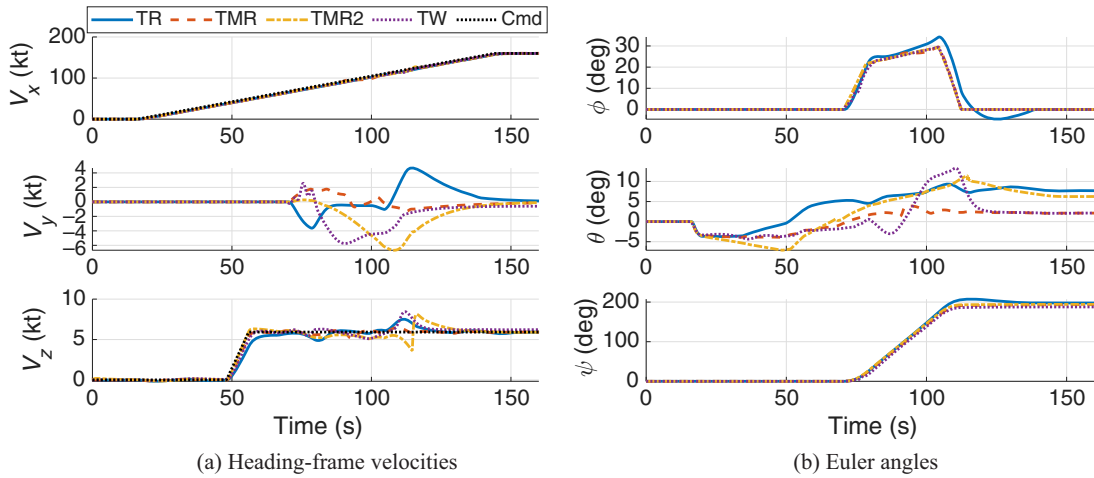 TR TMR TMR2 TW Cmd
200
100
0
V_x (kt)
0 50 100 150
4
2
0
−2
−4
−6
V_y (kt)
0 50 100 150
10
5
0
V_z (kt)
0 50 100 150
Time (s)
(a) Heading-frame velocities
30
20
10
0
ϕ (deg)
0 50 100 150
10
5
0
−5
θ (deg)
0 50 100 150
200
100
0
ψ (deg)
0 50 100 150
Time (s)
(b) Euler angles